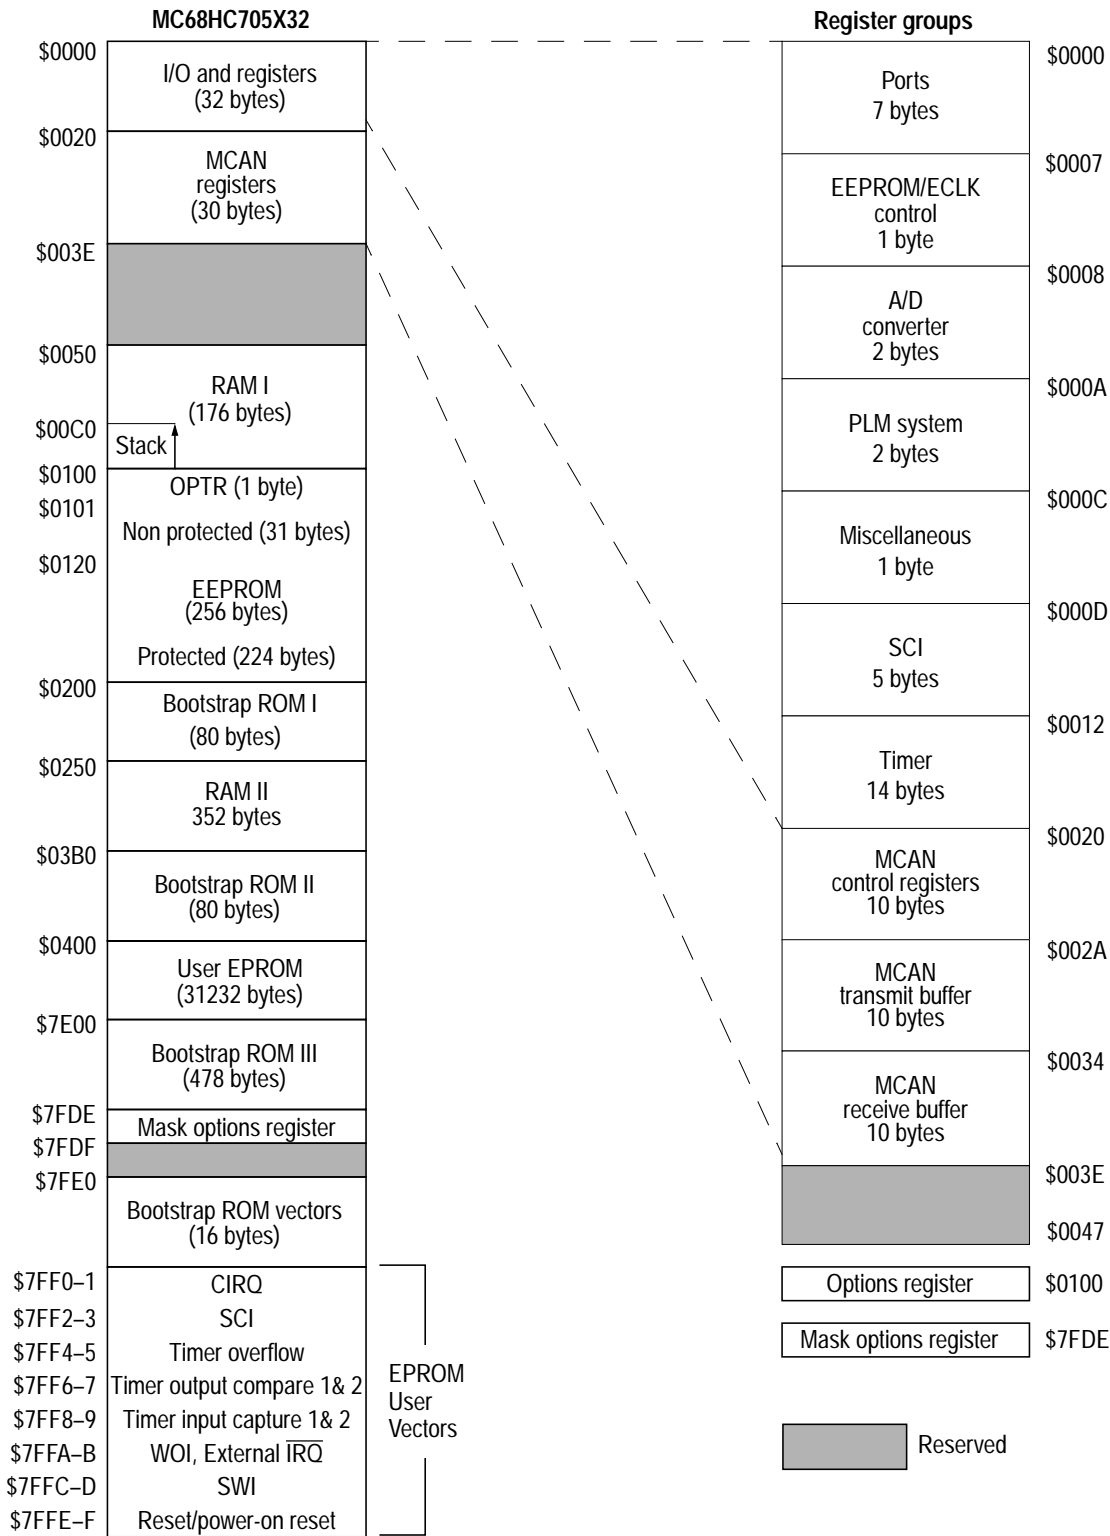 MC68HC705X32
$0000
I/O and registers
(32 bytes)
$0020
MCAN
registers
(30 bytes)
$003E
$0050
RAM I
(176 bytes)
$00C0
Stack
$0100
OPTR (1 byte)
$0101
Non protected (31 bytes)
$0120
EEPROM
(256 bytes)
Protected (224 bytes)
$0200
Bootstrap ROM I
(80 bytes)
$0250
RAM II
352 bytes
$03B0
Bootstrap ROM II
(80 bytes)
$0400
User EPROM
(31232 bytes)
$7E00
Bootstrap ROM III
(478 bytes)
$7FDE
Mask options register
$7FDF
$7FE0
Bootstrap ROM vectors
(16 bytes)
$7FF0–1 CIRQ
$7FF2–3 SCI
$7FF4–5 Timer overflow
$7FF6–7 Timer output compare 1& 2
$7FF8–9 Timer input capture 1& 2
$7FFA–B WOI, External IRQ
$7FFC–D SWI
$7FFE–F Reset/power-on reset
EPROM
User
Vectors
Register groups
$0000
Ports
7 bytes
$0007
EEPROM/ECLK
control
1 byte
$0008
A/D
converter
2 bytes
$000A
PLM system
2 bytes
$000C
Miscellaneous
1 byte
$000D
SCI
5 bytes
$0012
Timer
14 bytes
$0020
MCAN
control registers
10 bytes
$002A
MCAN
transmit buffer
10 bytes
$0034
MCAN
receive buffer
10 bytes
$003E
$0047
Options register $0100
Mask options register $7FDE
Reserved